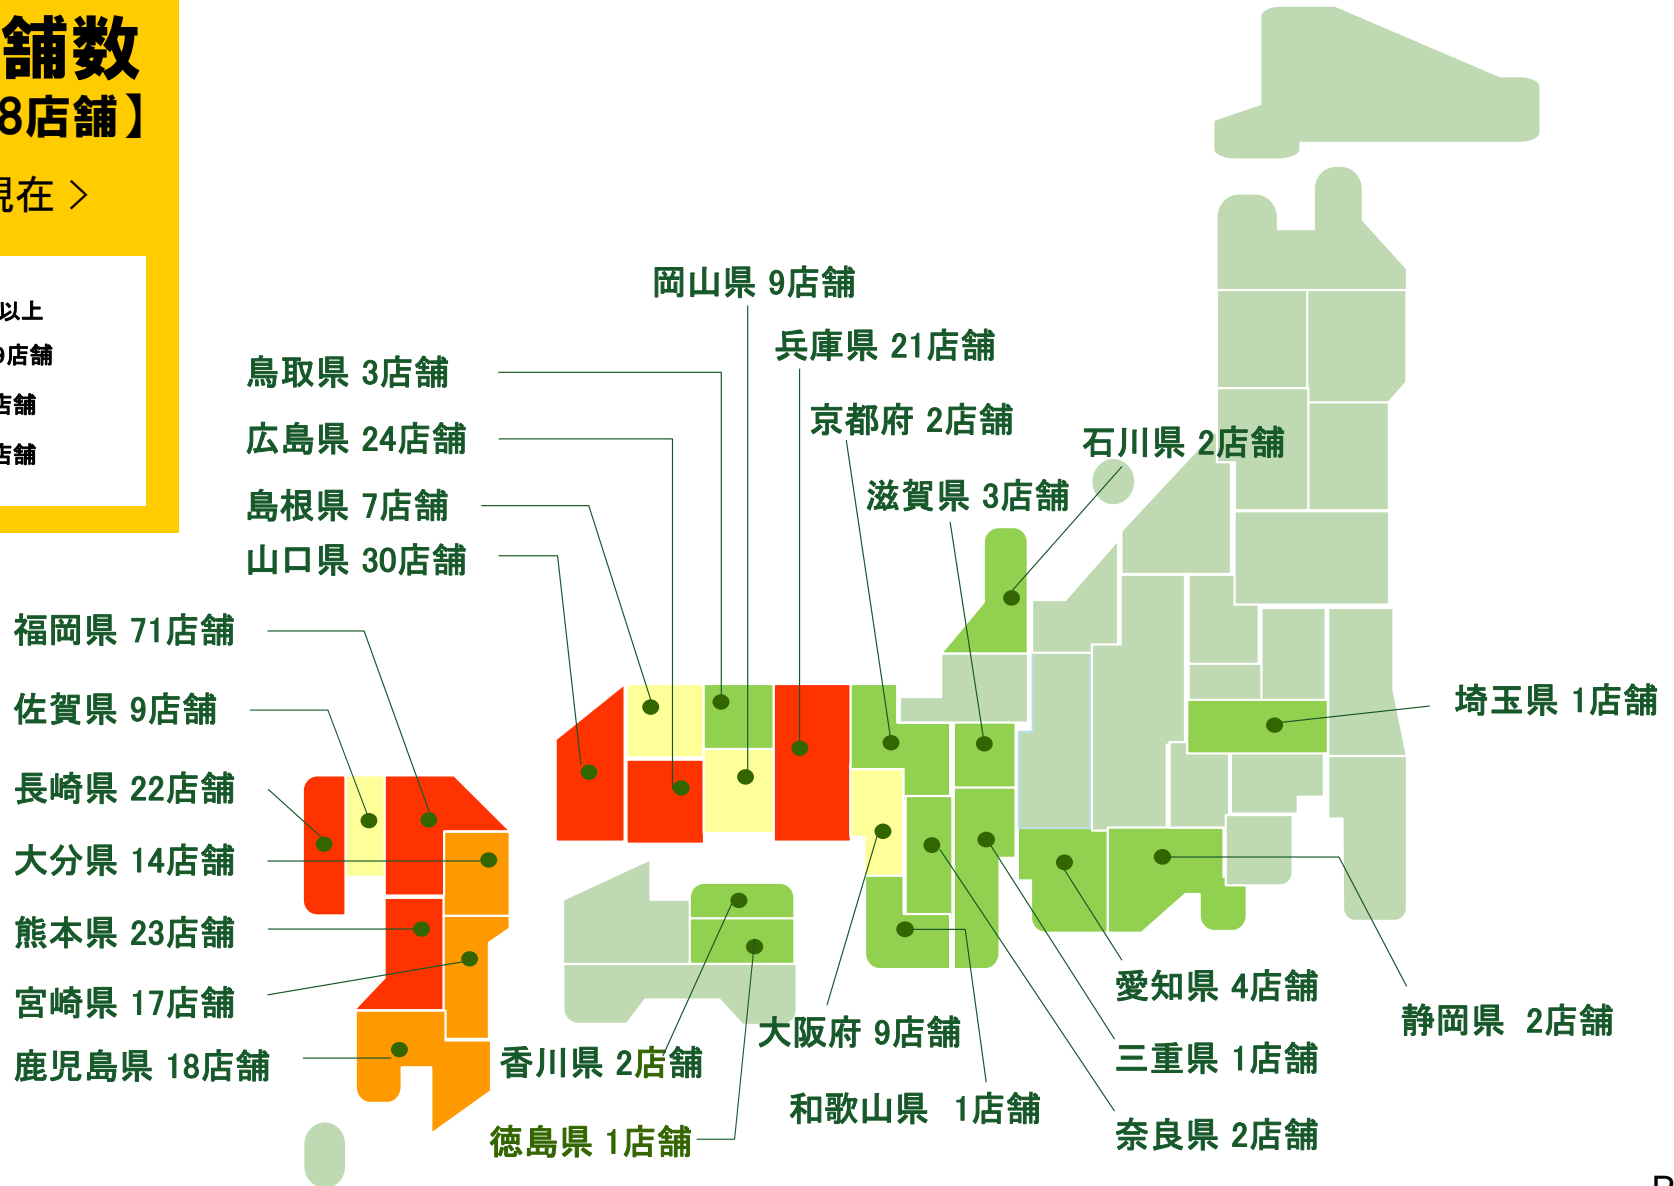 舗数
8店舗】
現在 ＞
以上
9店舗
店舗
店舗
岡山県 9店舗
兵庫県 21店舗
鳥取県 3店舗
京都府 2店舗
広島県 24店舗
石川県 2店舗
滋賀県 3店舗
島根県 7店舗
山口県 30店舗
福岡県 71店舗
佐賀県 9店舗
埼玉県 1店舗
長崎県 22店舗
大分県 14店舗
熊本県 23店舗
宮崎県 17店舗
鹿児島県 18店舗
愛知県 4店舗
静岡県 2店舗
大阪府 9店舗
香川県 2店舗
三重県 1店舗
和歌山県 1店舗
奈良県 2店舗
徳島県 1店舗